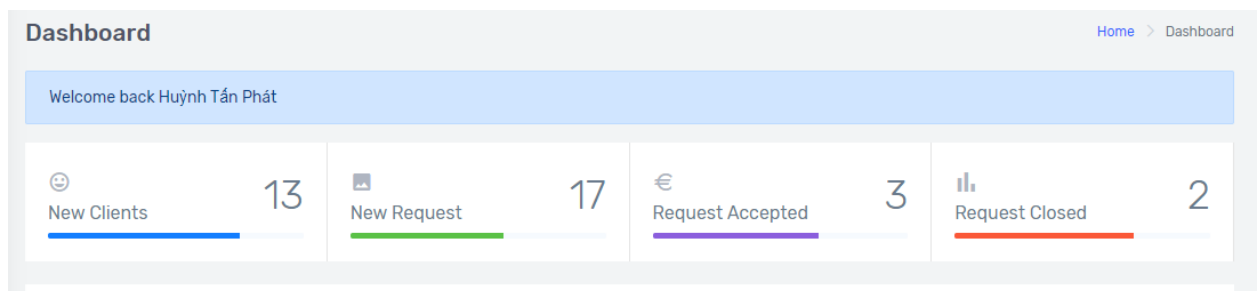 Dashboard
Home > Dashboard
Welcome back Huỳnh Tấn Phát
13
New Clients
17
New Request
€
3
Request Accepted
2
Request Closed